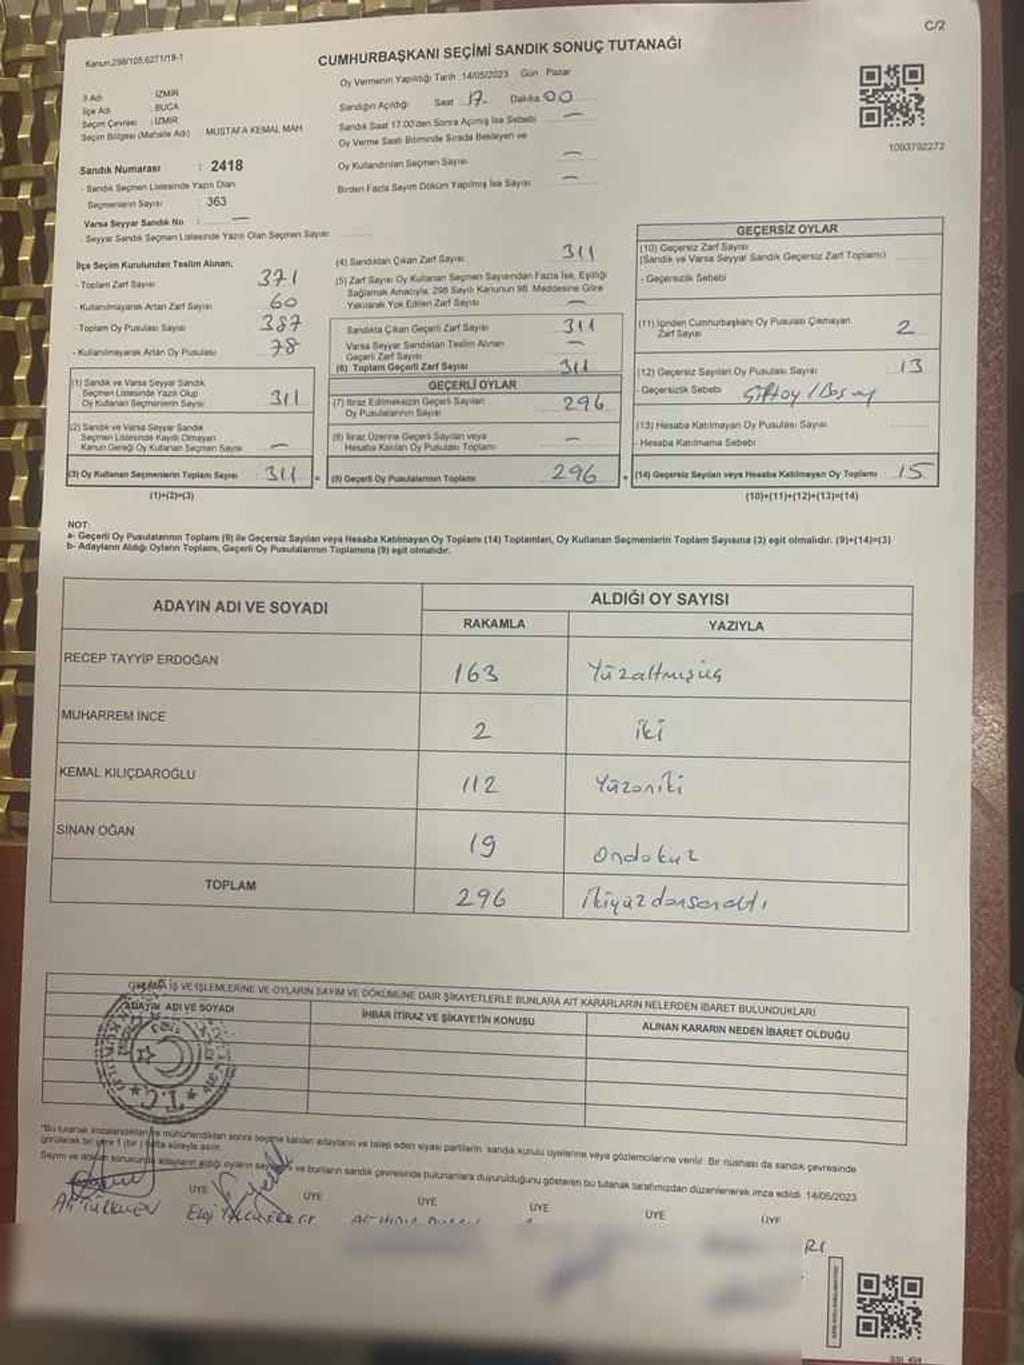 C/2
Kanun.298/105,6271/18-1
CUMHURBAŞKANI SEÇİMİ SANDIK SONUÇ TUTANAĞI
Oy Vermenin Yapıldığı Tarih :14/05/2023 Gün : Pazar
İl Adı : İZMİR
İlçe Adı : BUCA
Seçim Çevresi : İZMİR
Seçim Bölgesi (Mahalle Adı) MUSTAFA KEMAL MAH
Sandığın Açıldığı Saat 17. Dakika 00
Sandık Saat 17:00'den Sonra Açılmış İse Sebebi —
Oy Verme Saati Bitiminde Sırada Bekleyen ve
Oy Kullandırılan Seçmen Sayısı —
Birden Fazla Sayım Döküm Yapılmış İse Sayısı —
1003792272
Sandık Numarası : 2418
- Sandık Seçmen Listesinde Yazılı Olan
Seçmenlerin Sayısı : 363
Varsa Seyyar Sandık No : —
- Seyyar Sandık Seçmen Listesinde Yazılı Olan Seçmen Sayısı
İlçe Seçim Kurulundan Teslim Alınan;
- Toplam Zarf Sayısı 371
- Kullanılmayarak Artan Zarf Sayısı 60
- Toplam Oy Pusulası Sayısı 387
- Kullanılmayarak Artan Oy Pusulası 78
(1) Sandık ve Varsa Seyyar Sandık
Seçmen Listesinde Yazılı Olup
Oy Kullanan Seçmenlerin Sayısı 311
(2) Sandık ve Varsa Seyyar Sandık
Seçmen Listesinde Kayıtlı Olmayan
Kanun Gereği Oy Kullanan Seçmen Sayısı —
(3) Oy Kullanan Seçmenlerin Toplam Sayısı 311
(1)+(2)=(3)
(4) Sandıktan Çıkan Zarf Sayısı 311
(5) Zarf Sayısı Oy Kullanan Seçmen Sayısından Fazla İse, Eşitliği
Sağlamak Amacıyla; 298 Sayılı Kanunun 98. Maddesine Göre
Yakılarak Yok Edilen Zarf Sayısı —
Sandıkta Çıkan Geçerli Zarf Sayısı 311
Varsa Seyyar Sandıktan Teslim Alınan
Geçerli Zarf Sayısı —
(6) Toplam Geçerli Zarf Sayısı 311
GEÇERLİ OYLAR
(7) İtiraz Edilmeksizin Geçerli Sayılan
Oy Pusulalarının Sayısı 296
(8) İtiraz Üzerine Geçerli Sayılan veya
Hesaba Katılan Oy Pusulası Toplamı —
(9) Geçerli Oy Pusulalarının Toplamı 296
GEÇERSİZ OYLAR
(10) Geçersiz Zarf Sayısı
(Sandık ve Varsa Seyyar Sandık Geçersiz Zarf Toplamı)
- Geçersizlik Sebebi
(11) İçinden Cumhurbaşkanı Oy Pusulası Çıkmayan
Zarf Sayısı 2
(12) Geçersiz Sayılan Oy Pusulası Sayısı 13
- Geçersizlik Sebebi Çiftoy / Boş oy
(13) Hesaba Katılmayan Oy Pusulası Sayısı
- Hesaba Katılmama Sebebi
(14) Geçersiz Sayılan veya Hesaba Katılmayan Oy Toplamı 15
(10)+(11)+(12)+(13)=(14)
NOT:
a- Geçerli Oy Pusulalarının Toplamı (9) ile Geçersiz Sayılan veya Hesaba Katılmayan Oy Toplamı (14) Toplamları, Oy Kullanan Seçmenlerin Toplam Sayısına (3) eşit olmalıdır. (9)+(14)=(3)
b- Adayların Aldığı Oyların Toplamı, Geçerli Oy Pusulalarının Toplamına (9) eşit olmalıdır.
ADAYIN ADI VE SOYADI
ALDIĞI OY SAYISI
RAKAMLA YAZIYLA
RECEP TAYYİP ERDOĞAN 163 Yüzaltmışüç
MUHARREM İNCE 2 iki
KEMAL KILIÇDAROĞLU 112 Yüzoniki
SİNAN OĞAN 19 Ondokuz
TOPLAM 296 ikiyüzdoksanaltı
İŞ VE İŞLEMLERİNE VE OYLARIN SAYIM VE DÖKÜMÜNE DAİR ŞİKAYETLERLE BUNLARA AİT KARARLARIN NELERDEN İBARET BULUNDUKLARI
ADAYIN ADI VE SOYADI İHBAR İTİRAZ VE ŞİKAYETİN KONUSU ALINAN KARARIN NEDEN İBARET OLDUĞU
T.C.
"Bu tutanak imzalandıktan ve mühürlendikten sonra seçime katılan adayların ve talep eden siyasi partilerin sandık kurulu üyelerine veya gözlemcilerine verilir. Bir nüshası da sandık çevresinde
görülecek bir yere 1 (bir) hafta süreyle asılır.
Sayım ve döküm sonucunda adayların aldığı oyların sayısını ve bunların sandık çevresinde bulunanlara duyurulduğunu gösteren bu tutanak tarafımızdan düzenlenerek imza edildi. 14/05/2023
ÜYE ÜYE ÜYE ÜYE ÜYE ÜYE
Ali TÜRKMEN
RI